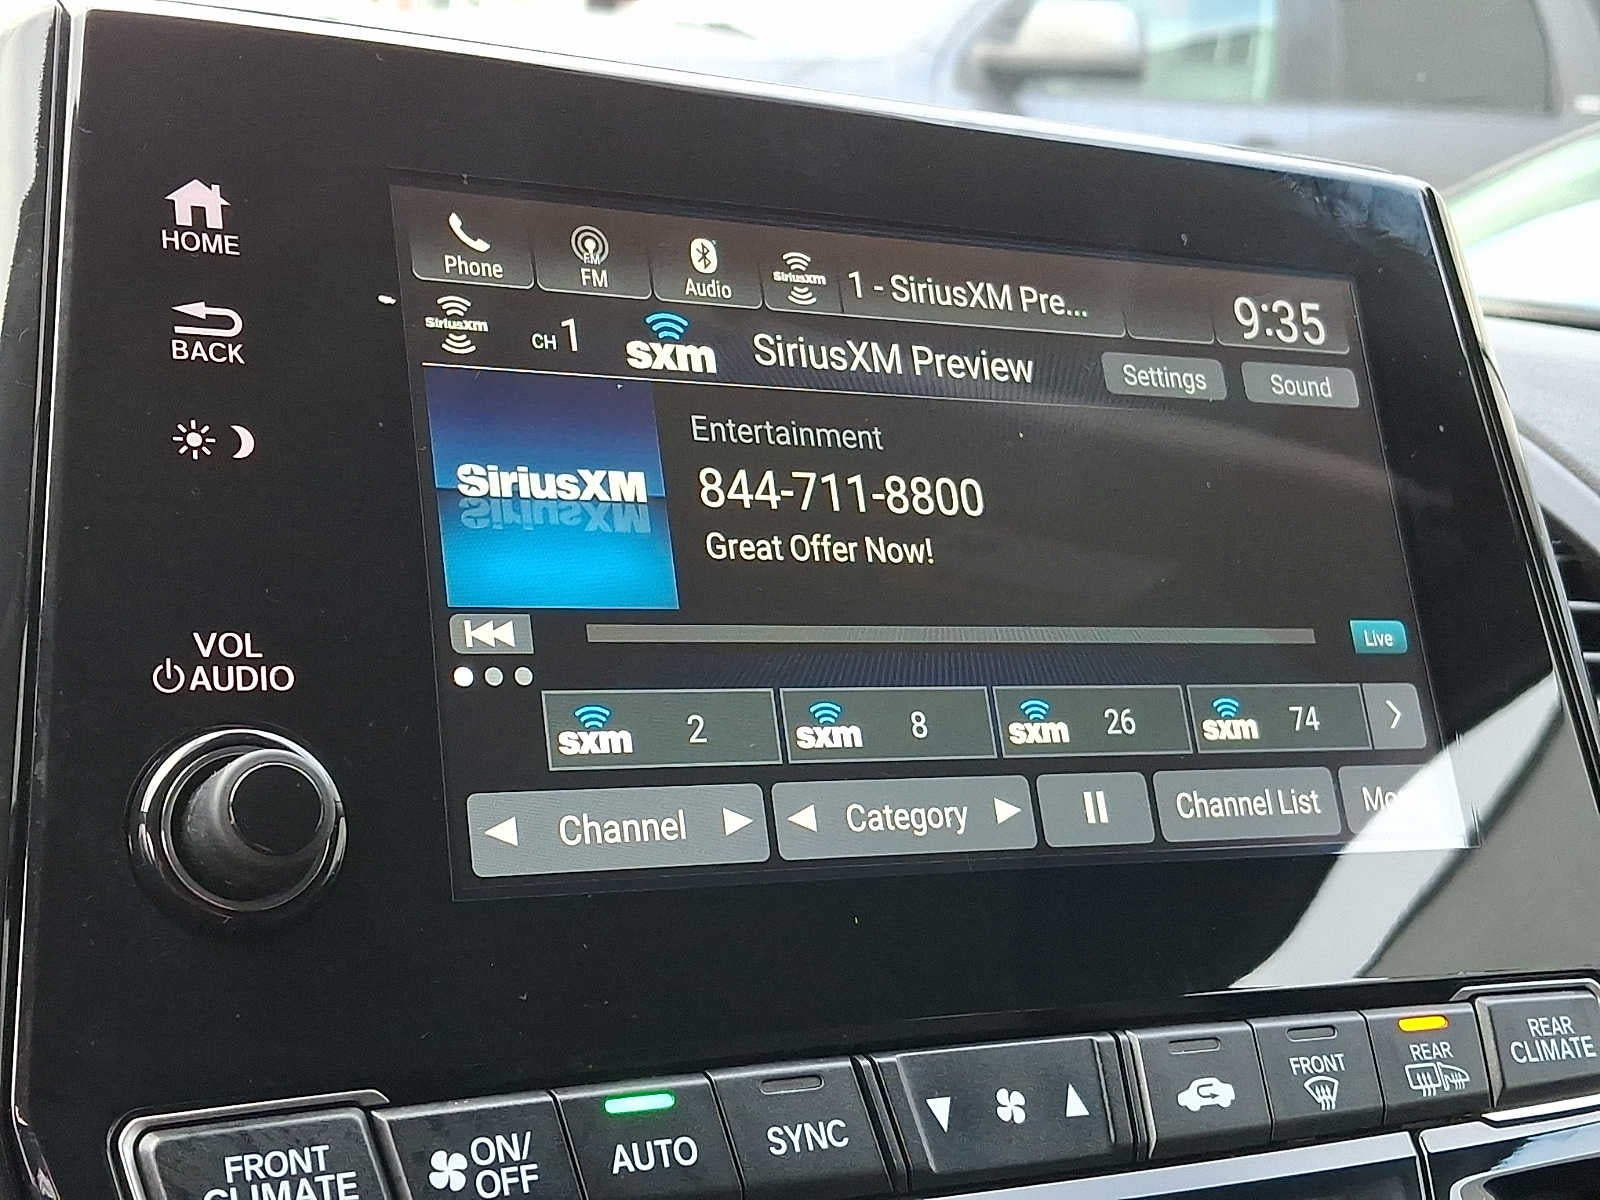 HOME
BACK
VOL
AUDIO
Phone
FM
FM
Audio
SiriusXM
1 - SiriusXM Pre...
9:35
SiriusXM
CH 1
sxm
SiriusXM Preview
Settings
Sound
SiriusXM
Entertainment
844-711-8800
Great Offer Now!
Live
sxm 2
sxm 8
sxm 26
sxm 74
Channel
Category
Channel List
FRONT
CLIMATE
ON/
OFF
AUTO
SYNC
FRONT
REAR
REAR
CLIMATE